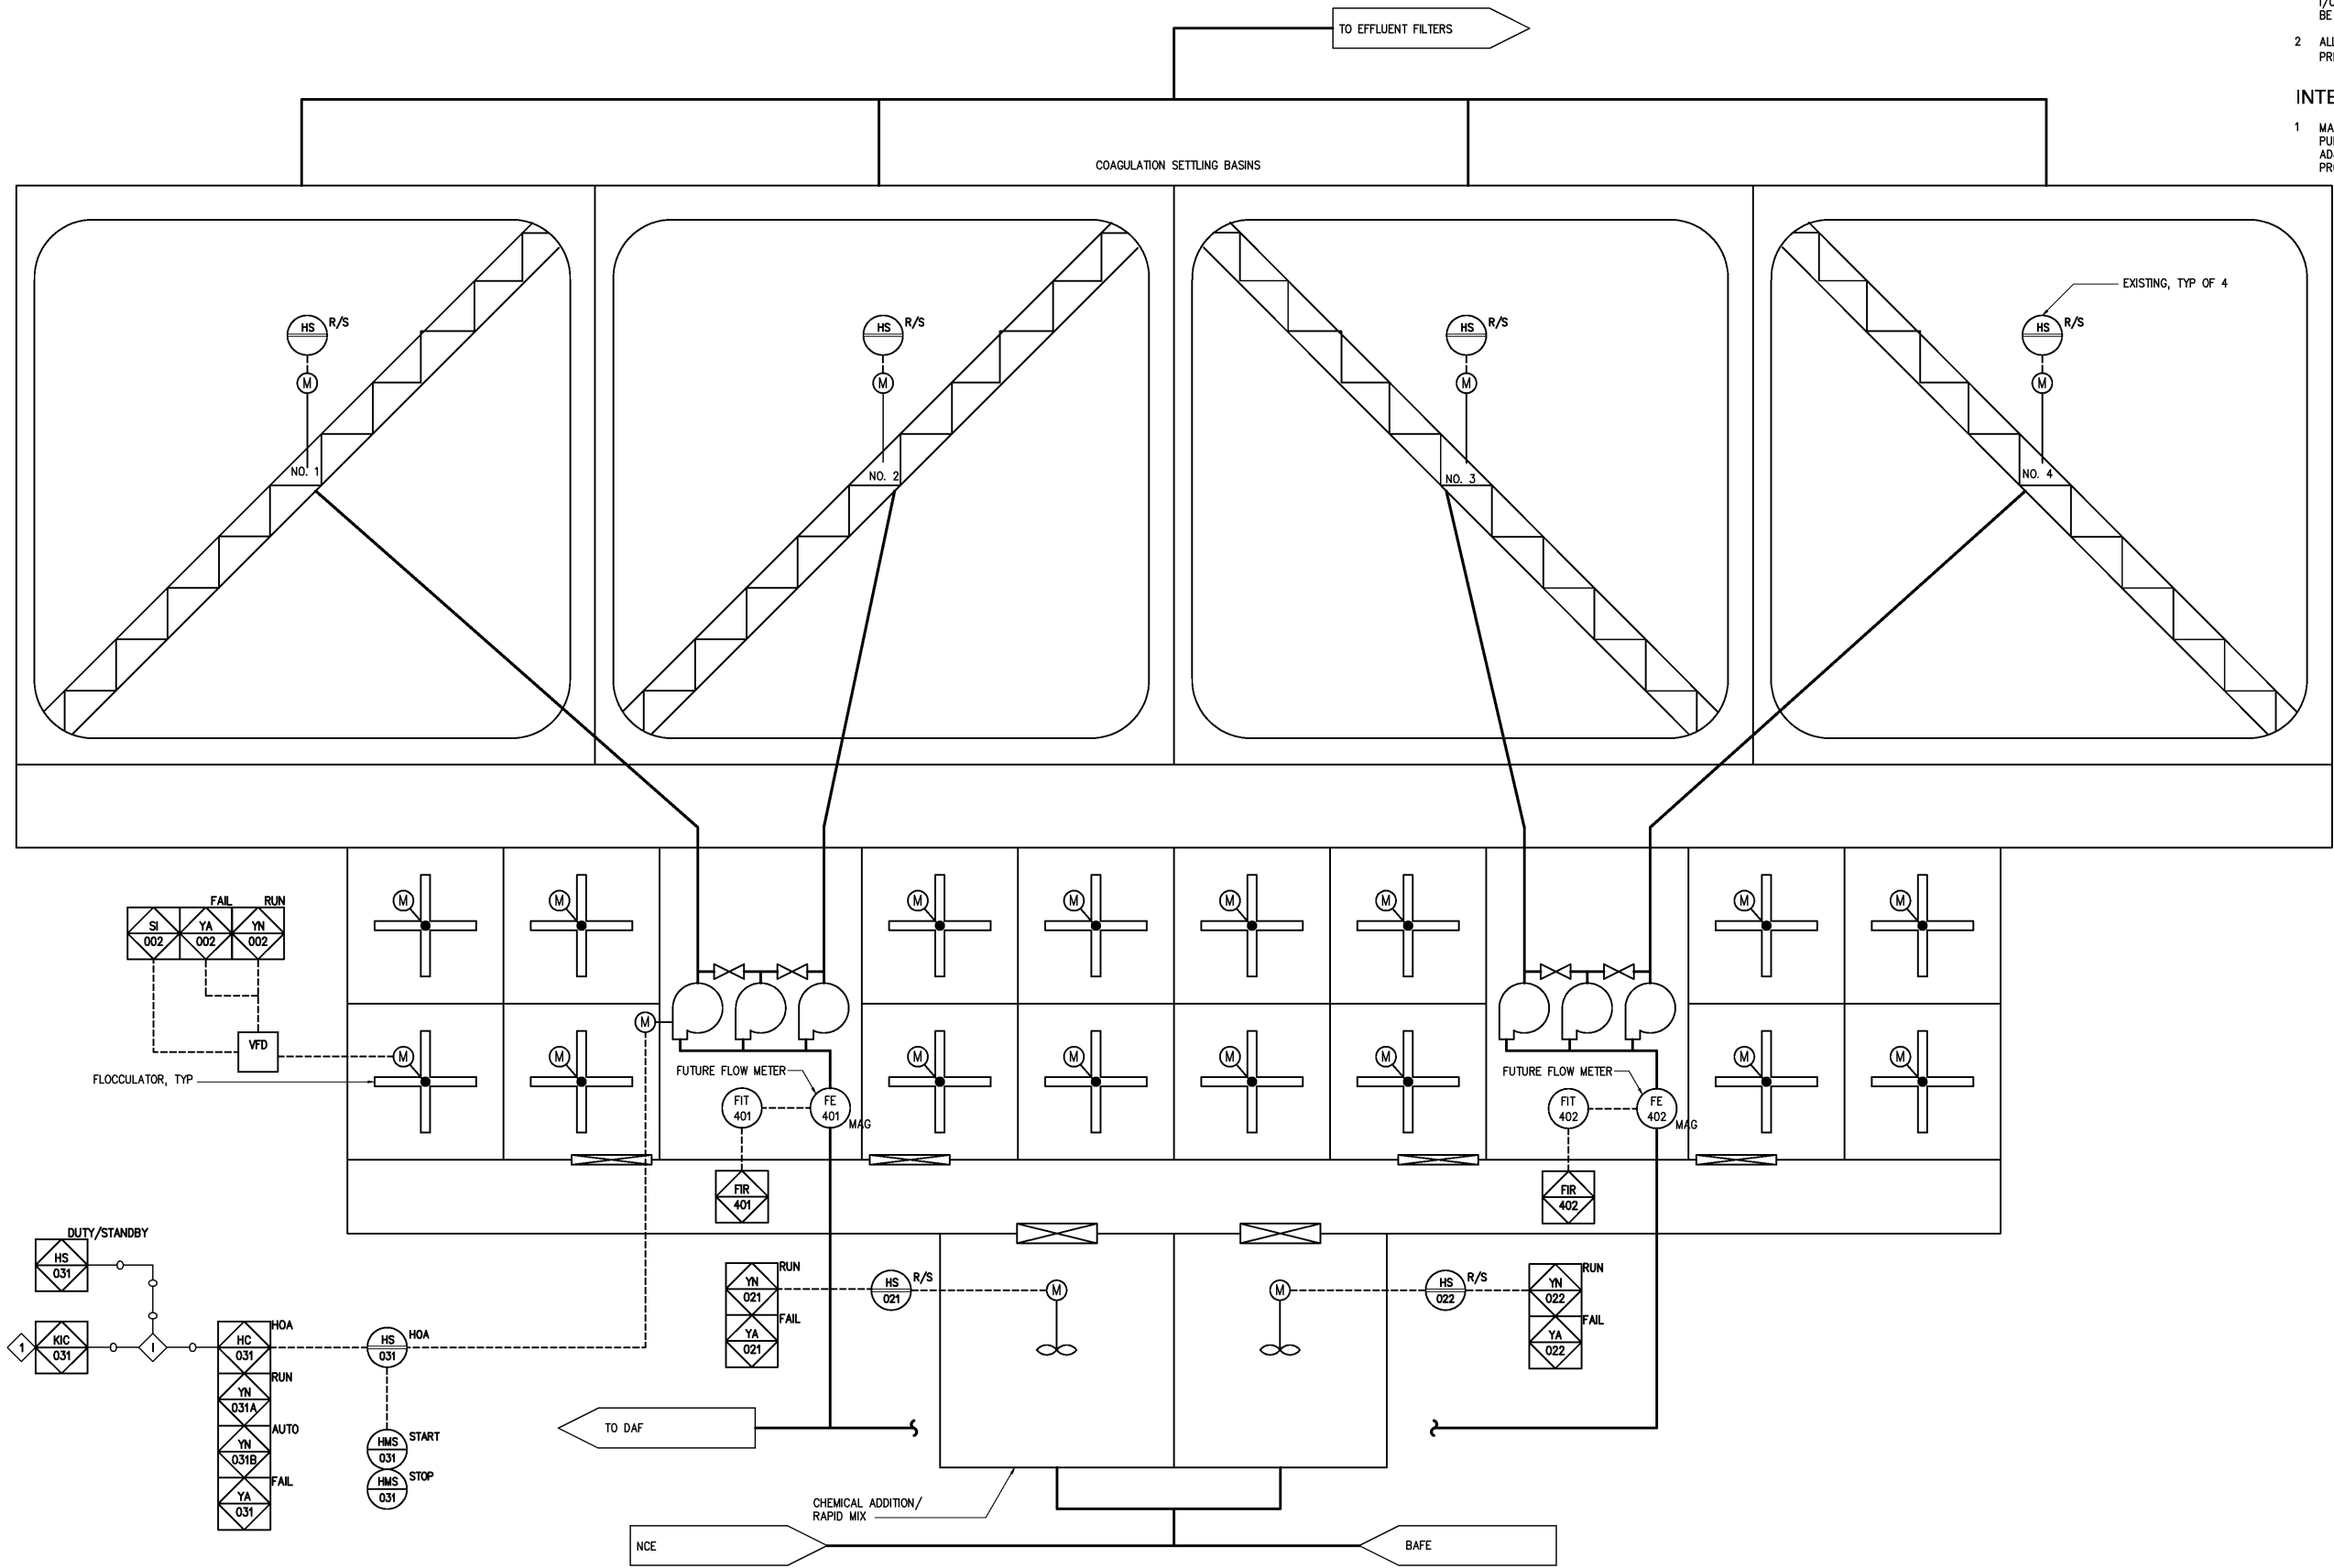 TO EFFLUENT FILTERS
BE
2 ALL
INTE
1
COAGULATION SETTLING BASINS
HS R/S
M
NO. 1
HS R/S
M
NO. 2
HS R/S
M
NO. 3
EXISTING, TYP OF 4
HS R/S
M
NO. 4
FAIL RUN
SI YA YN
002 002 002
VFD
FLOCCULATOR, TYP
M M M M M M M M
M M M M M M M M
M
FUTURE FLOW METER
FIT
401
FE
401
MAG
FIR
401
FUTURE FLOW METER
FIT
402
FE
402
MAG
FIR
402
DUTY/STANDBY
HS
031
1
KIC
031
I
HC
031
HOA
YN
031A
RUN
YN
031B
AUTO
YA
031
FAIL
HS
031
HOA
HMS
031
START
HMS
031
STOP
YN
021
RUN
YA
021
FAIL
HS
021
R/S
M
M
HS
022
R/S
YN
022
RUN
YA
022
FAIL
TO DAF
CHEMICAL ADDITION/
RAPID MIX
NCE
BAFE